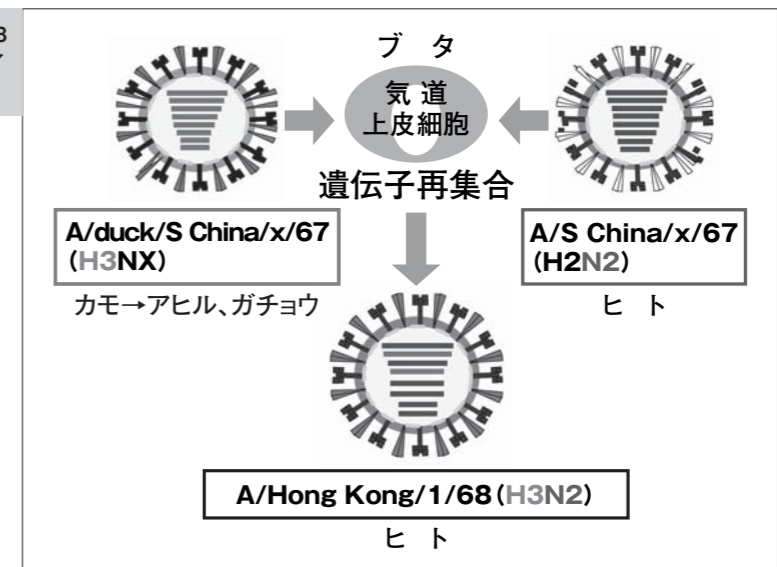 ブ タ
気 道
上皮細胞
遺伝子再集合
A/duck/S China/x/67
(H3NX)
カモ→アヒル、ガチョウ
A/S China/x/67
(H2N2)
ヒ ト
A/Hong Kong/1/68(H3N2)
ヒ ト